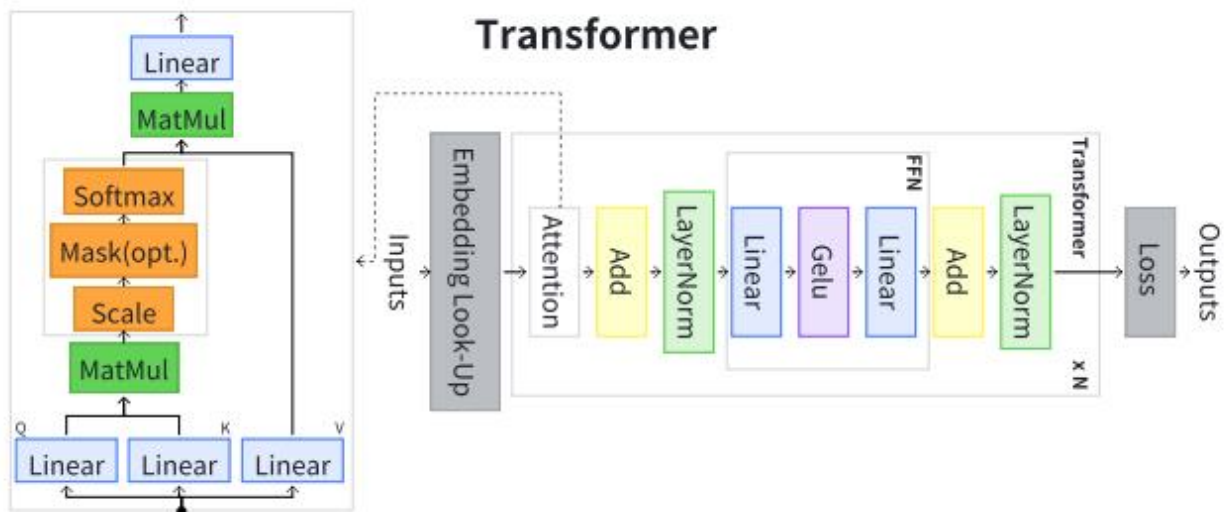 Transformer
Linear
MatMul
Softmax
Mask(opt.)
Scale
MatMul
Q
K
V
Linear
Linear
Linear
Inputs
Embedding Look-Up
Attention
Add
LayerNorm
FFN
Linear
Gelu
Linear
Add
LayerNorm
Transformer
x N
Loss
Outputs